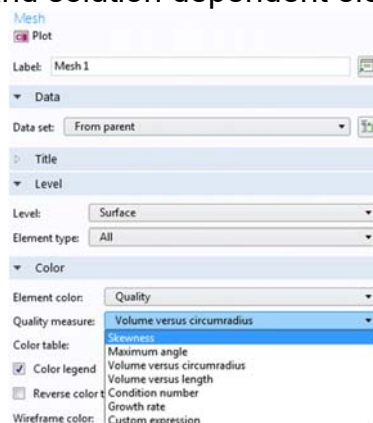 Mesh
Plot
Label: Mesh 1
Data
Data set: From parent
Title
Level
Level: Surface
Element type: All
Color
Element color: Quality
Quality measure: Volume versus circumradius
Skewness
Color table:
Maximum angle
Color legend
Volume versus circumradius
Volume versus length
Reverse color t
Condition number
Growth rate
Wireframe color:
Custom expression